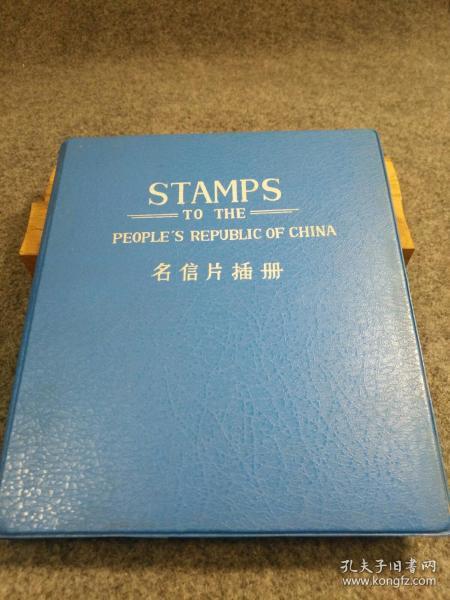 STAMPS
TO THE
PEOPLE'S REPUBLIC OF CHINA
名信片插册
孔夫子旧书网
www.kongfz.com